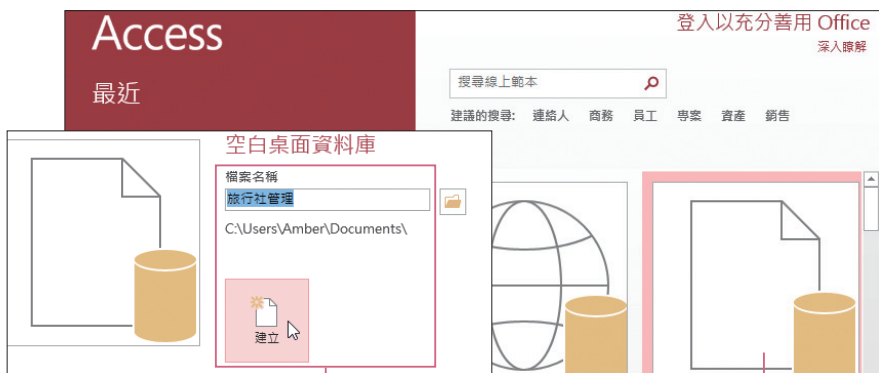 Access
最近
登入以充分善用 Office
深入瞭解
搜尋線上範本
建議的搜尋: 連絡人 商務 員工 專案 資產 銷售
空白桌面資料庫
檔案名稱
旅行社管理
C:\Users\Amber\Documents\
建立